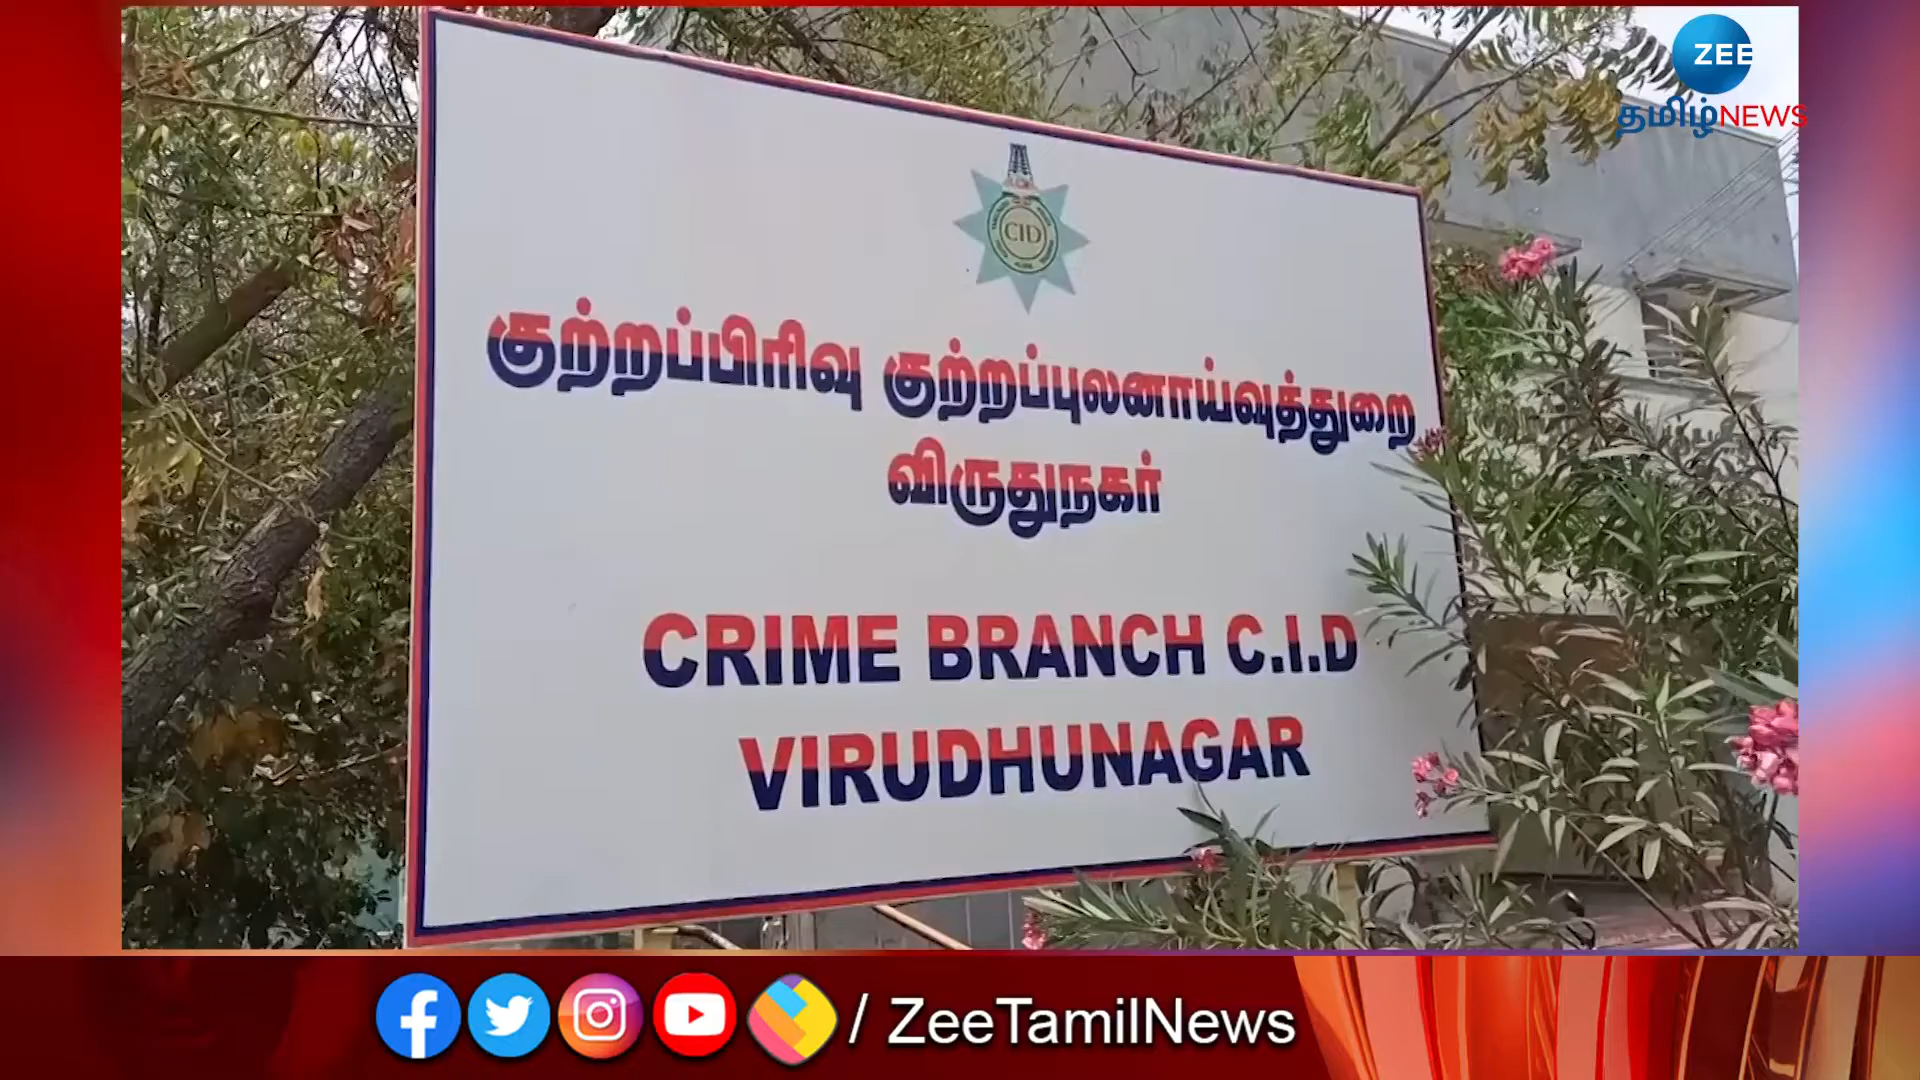 ZEE
தமிழ்NEWS
CID
குற்றப்பிரிவு குற்றப்புலனாய்வுத்துறை
விருதுநகர்
CRIME BRANCH C.I.D
VIRUDHUNAGAR
/ ZeeTamilNews